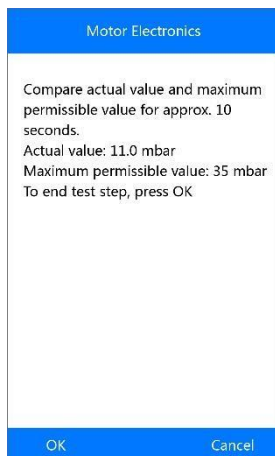 Motor Electronics
Compare actual value and maximum
permissible value for approx. 10
seconds.
Actual value: 11.0 mbar
Maximum permissible value: 35 mbar
To end test step, press OK
OK
Cancel